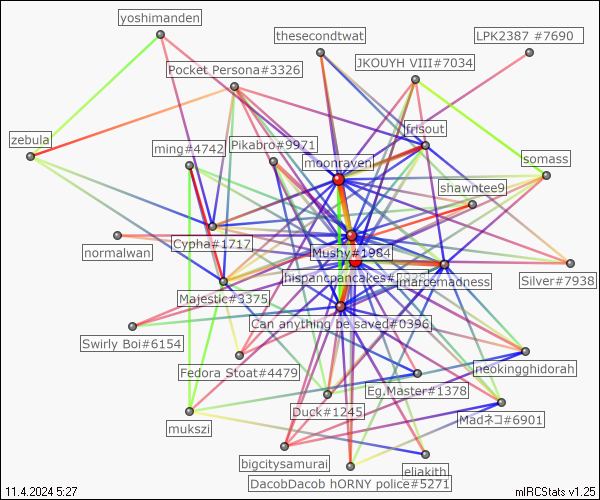 yoshimanden
thesecondtwat
LPK2387 #7690
JKOUYH VIII#7034
Pocket Persona#3326
frisout
zebula
ming#4742
Pikabro#9971
moonraven
somass
shawntee9
Cypha#1717
Mushy#1984
normalwan
hispancpancakes#
marcemadness
Silver#7938
Majestic#3375
Can anything be saved#0396
Swirly Boi#6154
Fedora Stoat#4479
neokingghidorah
Eg.Master#1378
Duck#1245
Madネコ#6901
mukszi
bigcitysamurai
eliakith
DacobDacob hORNY police#5271
11.4.2024 5:27
mIRCStats v1.25